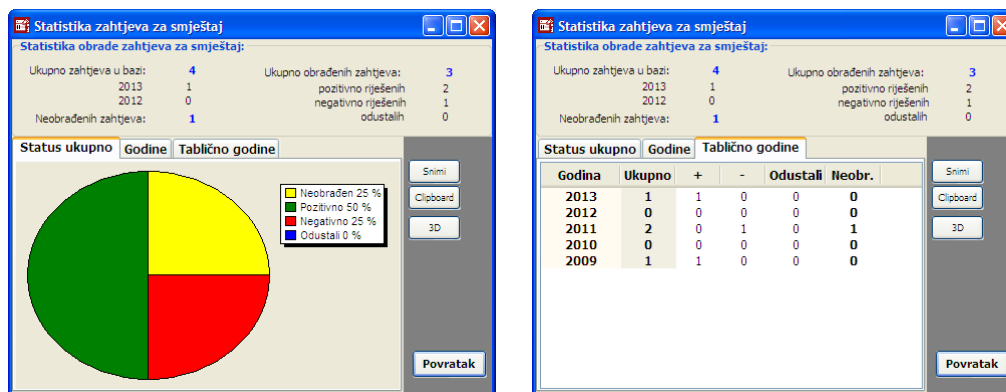 Statistika zahtjeva za smještaj
Statistika obrade zahtjeva za smještaj:
Ukupno zahtjeva u bazi: 4 Ukupno obrađenih zahtjeva: 3
2013 1 pozitivno riješenih 2
2012 0 negativno riješenih 1
Neobrađenih zahtjeva: 1 odustalih 0
Status ukupno Godine Tablično godine
Neobrađen 25 %
Pozitivno 50 %
Negativno 25 %
Odustali 0 %
Snimi
Clipboard
3D
Povratak
Statistika zahtjeva za smještaj
Statistika obrade zahtjeva za smještaj:
Ukupno zahtjeva u bazi: 4 Ukupno obrađenih zahtjeva: 3
2013 1 pozitivno riješenih 2
2012 0 negativno riješenih 1
Neobrađenih zahtjeva: 1 odustalih 0
Status ukupno Godine Tablično godine
Godina Ukupno + - Odustali Neobr.
2013 1 1 0 0 0
2012 0 0 0 0 0
2011 2 0 1 0 1
2010 0 0 0 0 0
2009 1 1 0 0 0
Snimi
Clipboard
3D
Povratak